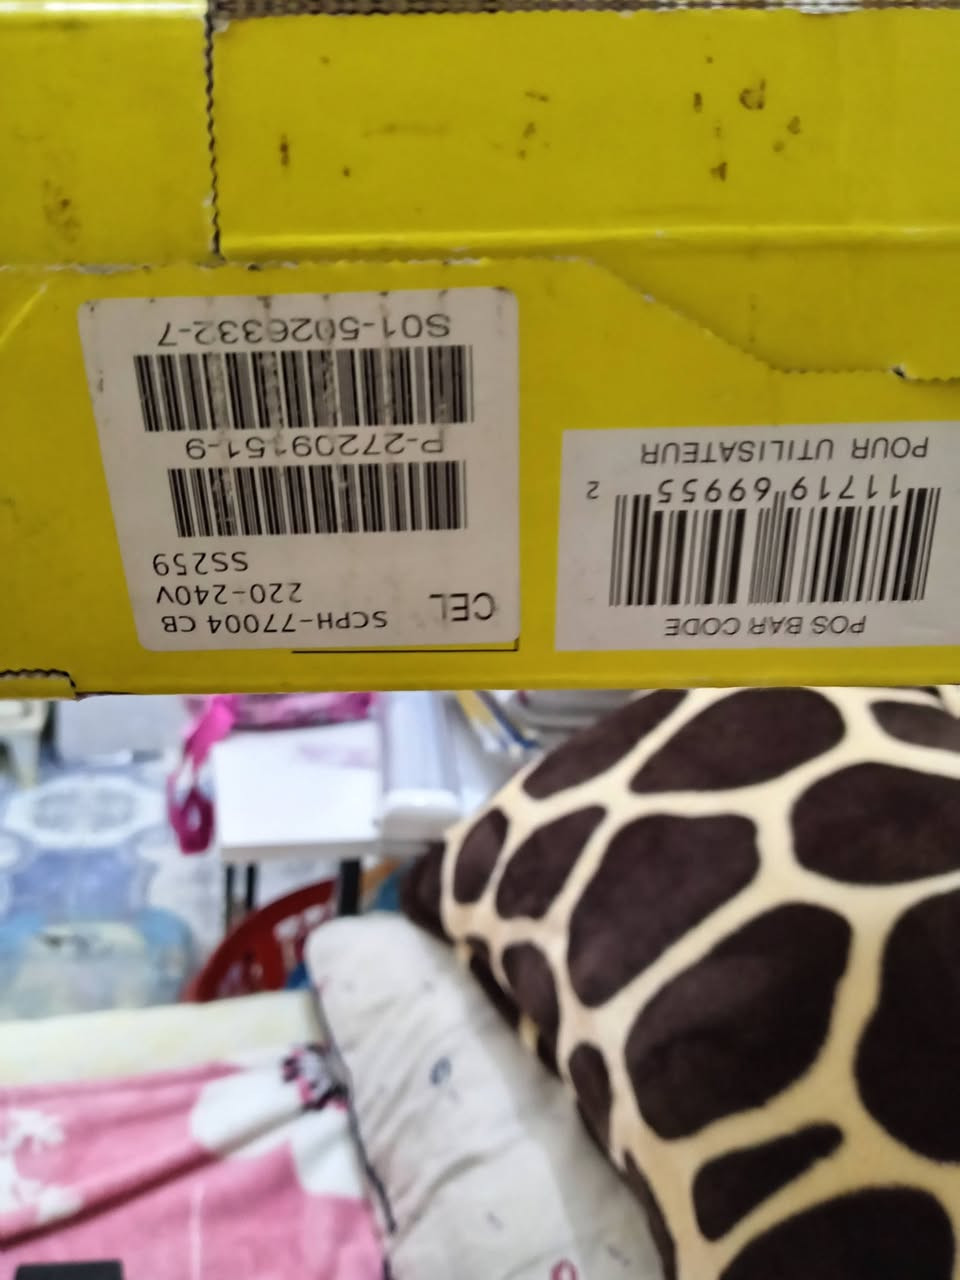 CEL
SCPH-77004 CB
220-240V
SS259
P-27209151-9
S01-5026332-7
POS BAR CODE
11719 69955 2
POUR UTILISATEUR